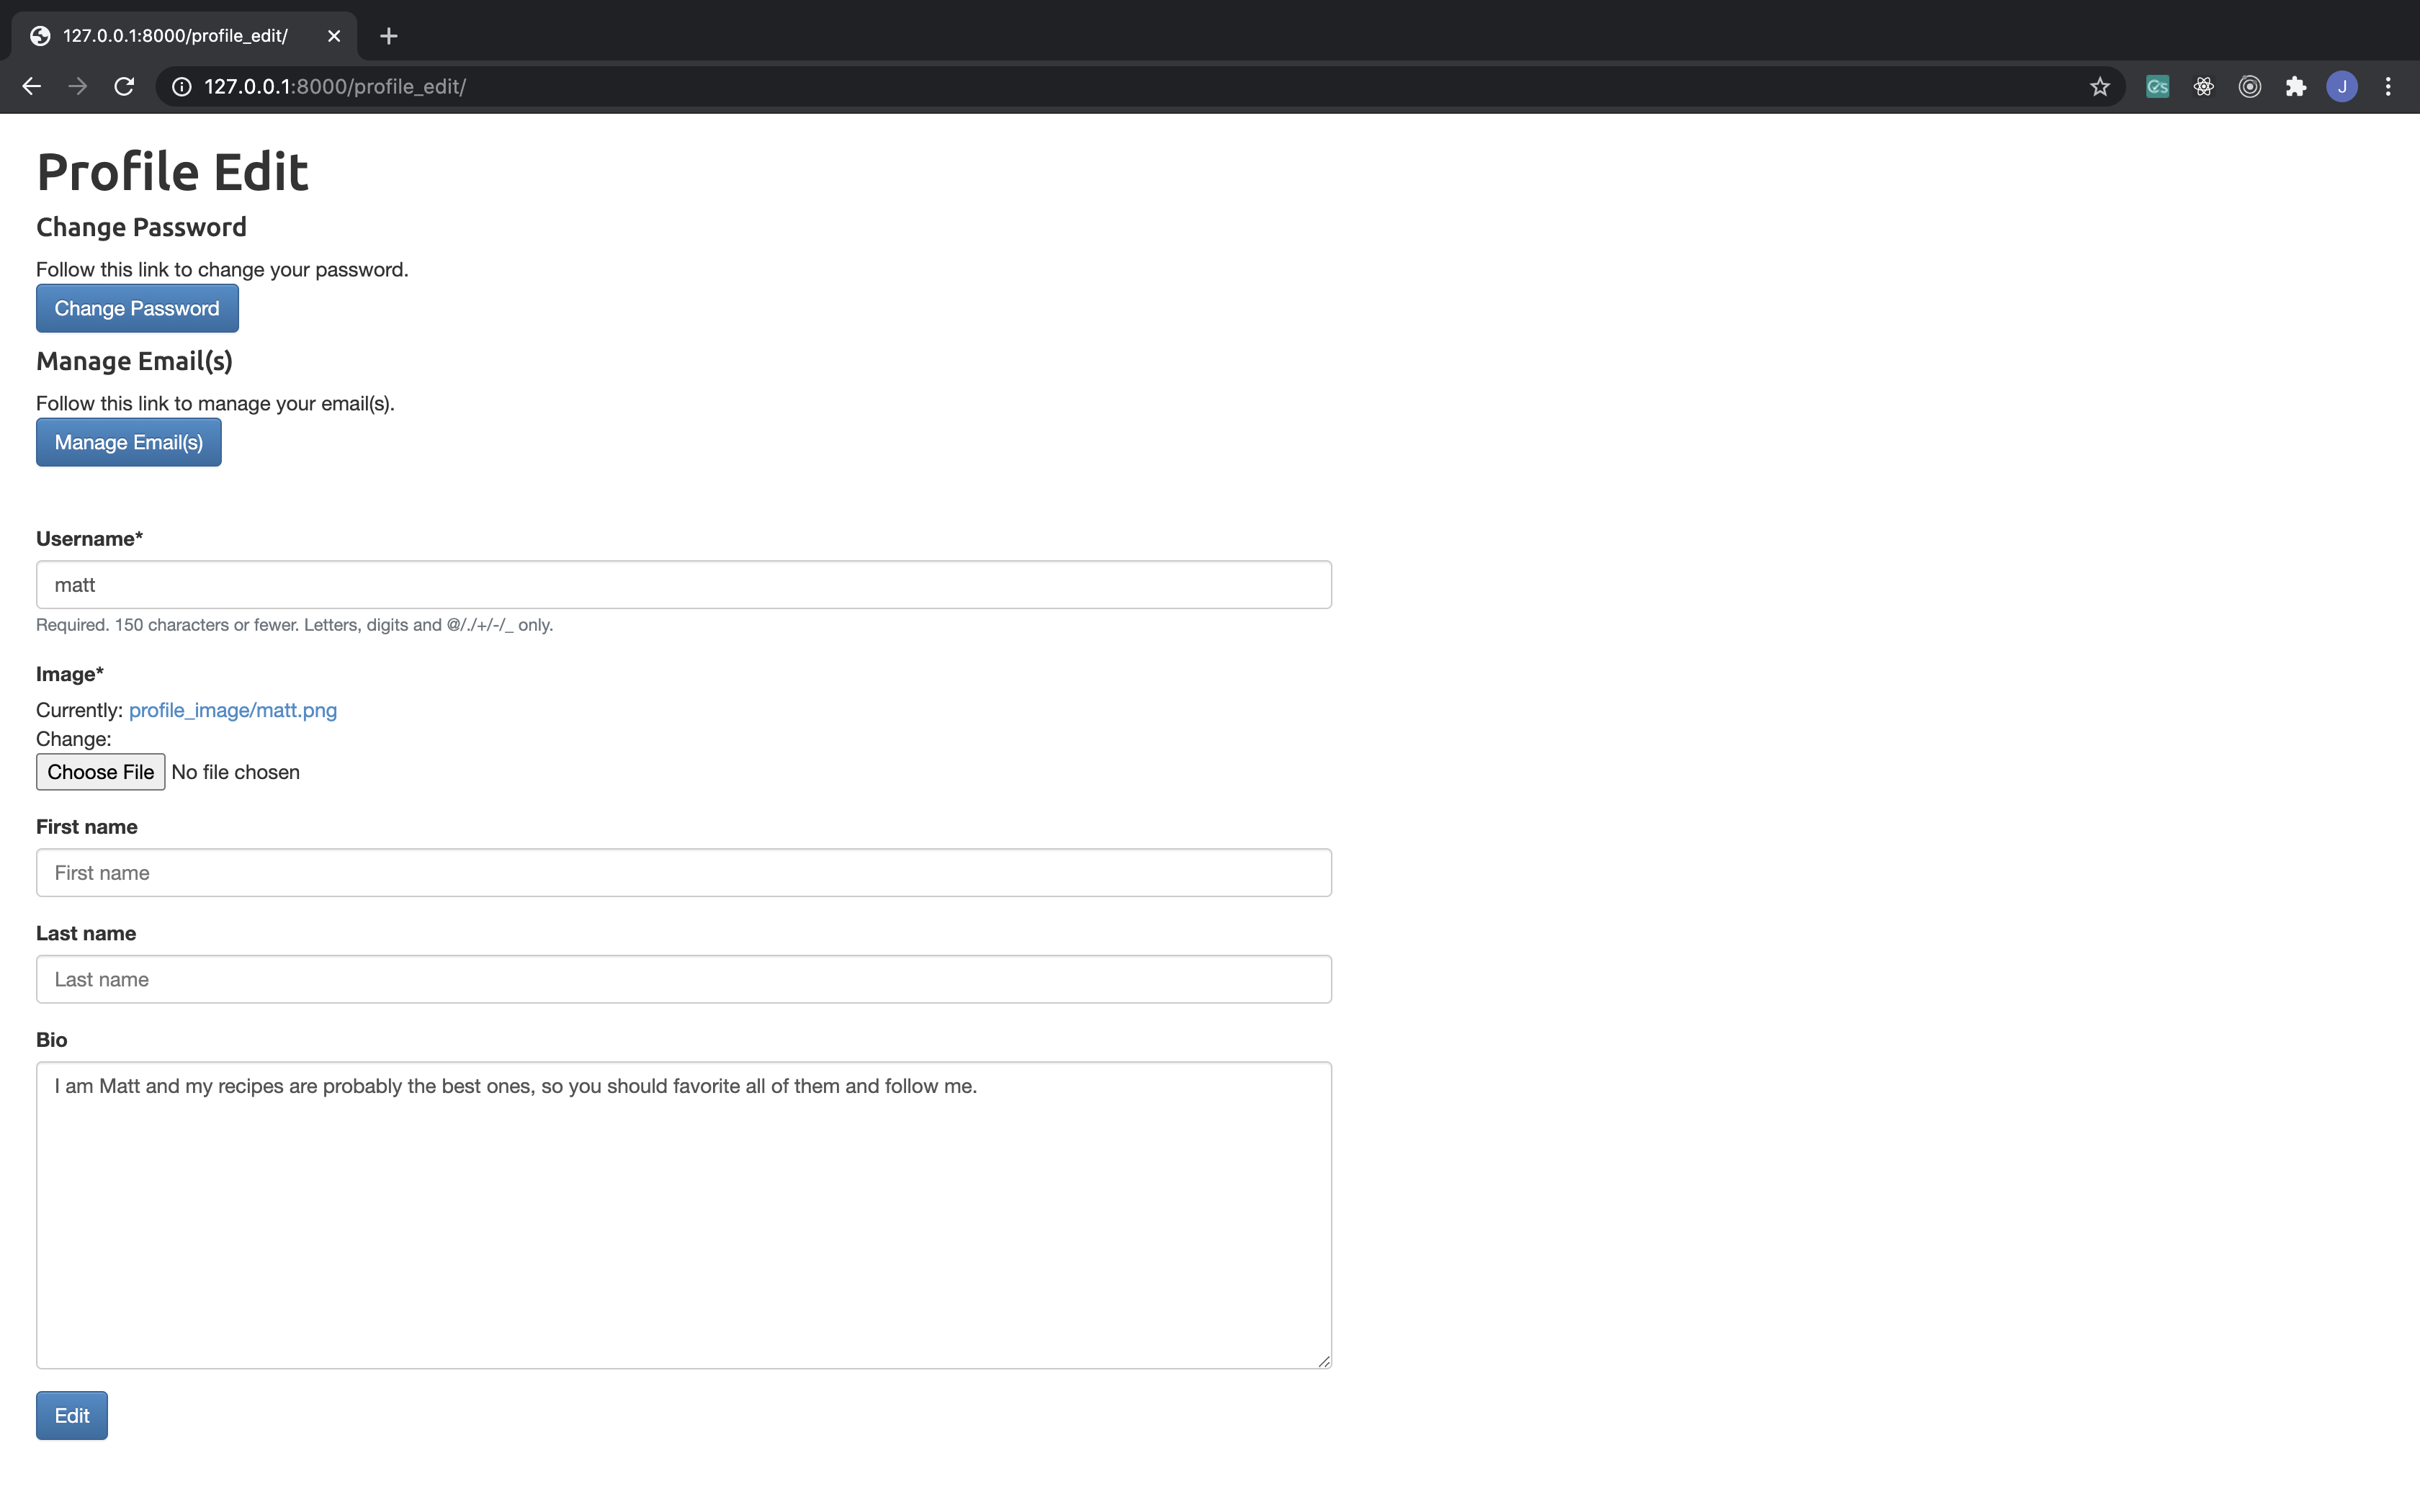 127.0.0.1:8000/profile_edit/
127.0.0.1:8000/profile_edit/
J
Profile Edit
Change Password
Follow this link to change your password.
Change Password
Manage Email(s)
Follow this link to manage your email(s).
Manage Email(s)
Username*
matt
Required. 150 characters or fewer. Letters, digits and @/./+/-/_ only.
Image*
Currently: profile_image/matt.png
Change:
Choose File No file chosen
First name
First name
Last name
Last name
Bio
I am Matt and my recipes are probably the best ones, so you should favorite all of them and follow me.
Edit